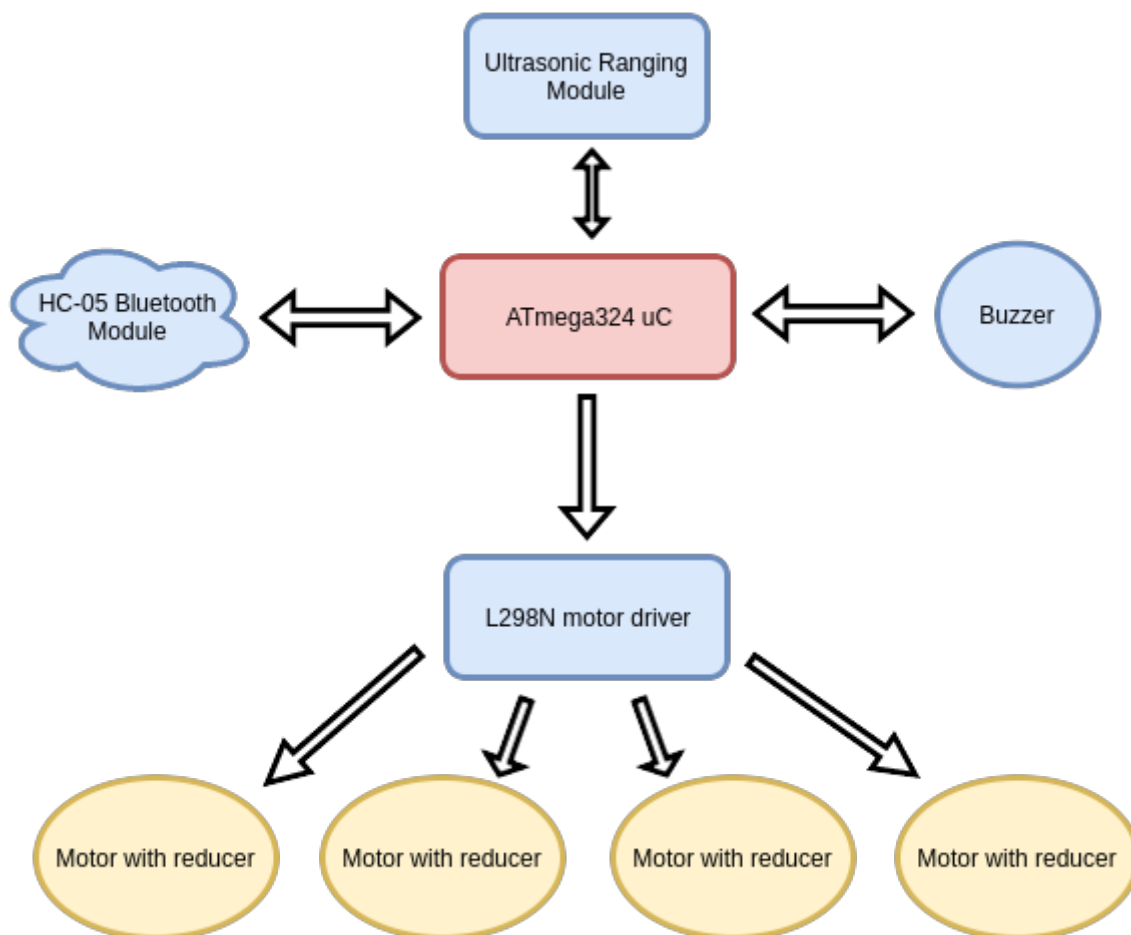 Ultrasonic Ranging
Module
HC-05 Bluetooth
Module
ATmega324 uC
Buzzer
L298N motor driver
Motor with reducer
Motor with reducer
Motor with reducer
Motor with reducer